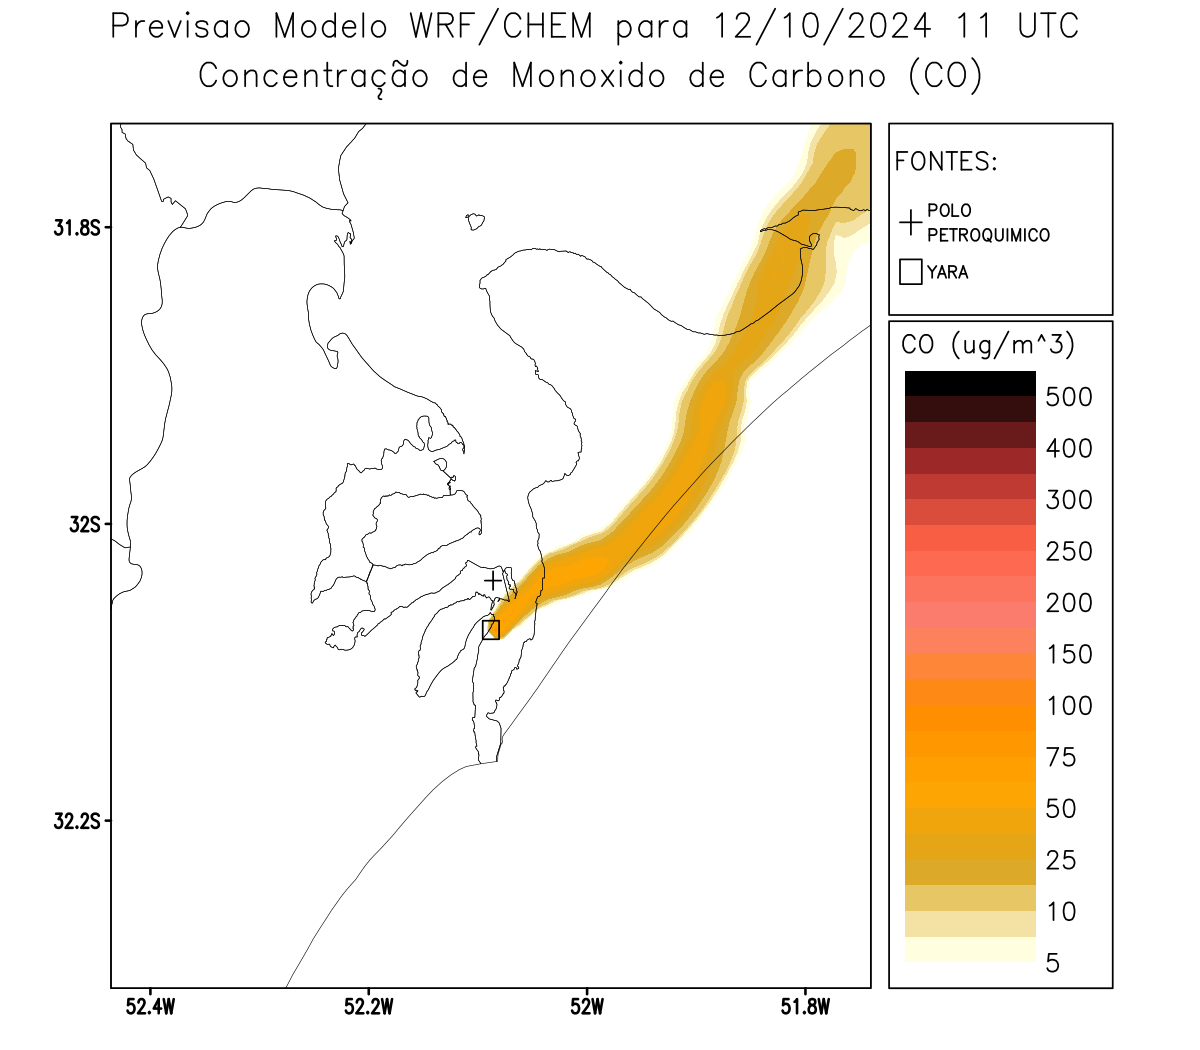 Previsao Modelo WRF/CHEM para 12/10/2024 11 UTC
Concentração de Monoxido de Carbono (CO)
FONTES:
POLO
PETROQUIMICO
YARA
CO (ug/m^3)
500
400
300
250
200
150
100
75
50
25
10
5
31.8S
32S
32.2S
52.4W
52.2W
52W
51.8W